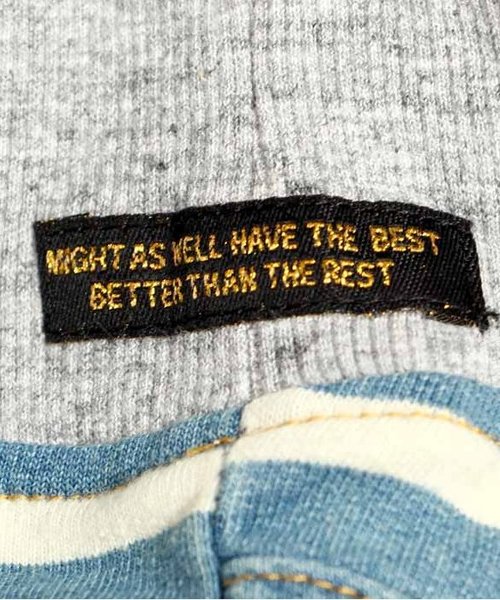 MIGHT AS WELL HAVE THE BEST
BETTER THAN THE REST